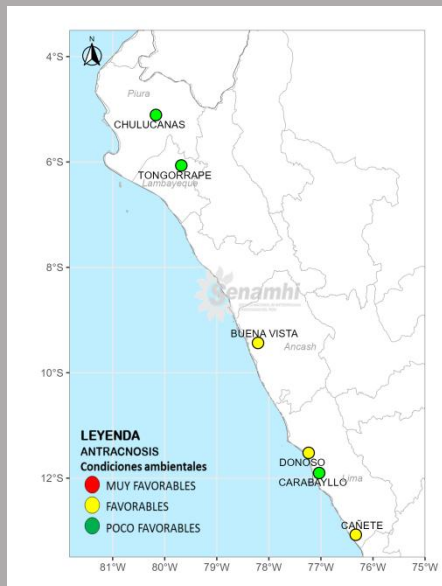 N
4°S
Piura
CHULUCANAS
6°S
TONGORRAPE
Lambayeque
8°S
Senamhi
BUENA VISTA
Ancash
10°S
LEYENDA
ANTRACNOSIS
Condiciones ambientales
MUY FAVORABLES
FAVORABLES
POCO FAVORABLES
DONOSO
12°S
CARABAYLLO
Lima
CAÑETE
81°W 80°W 79°W 78°W 77°W 76°W 75°W